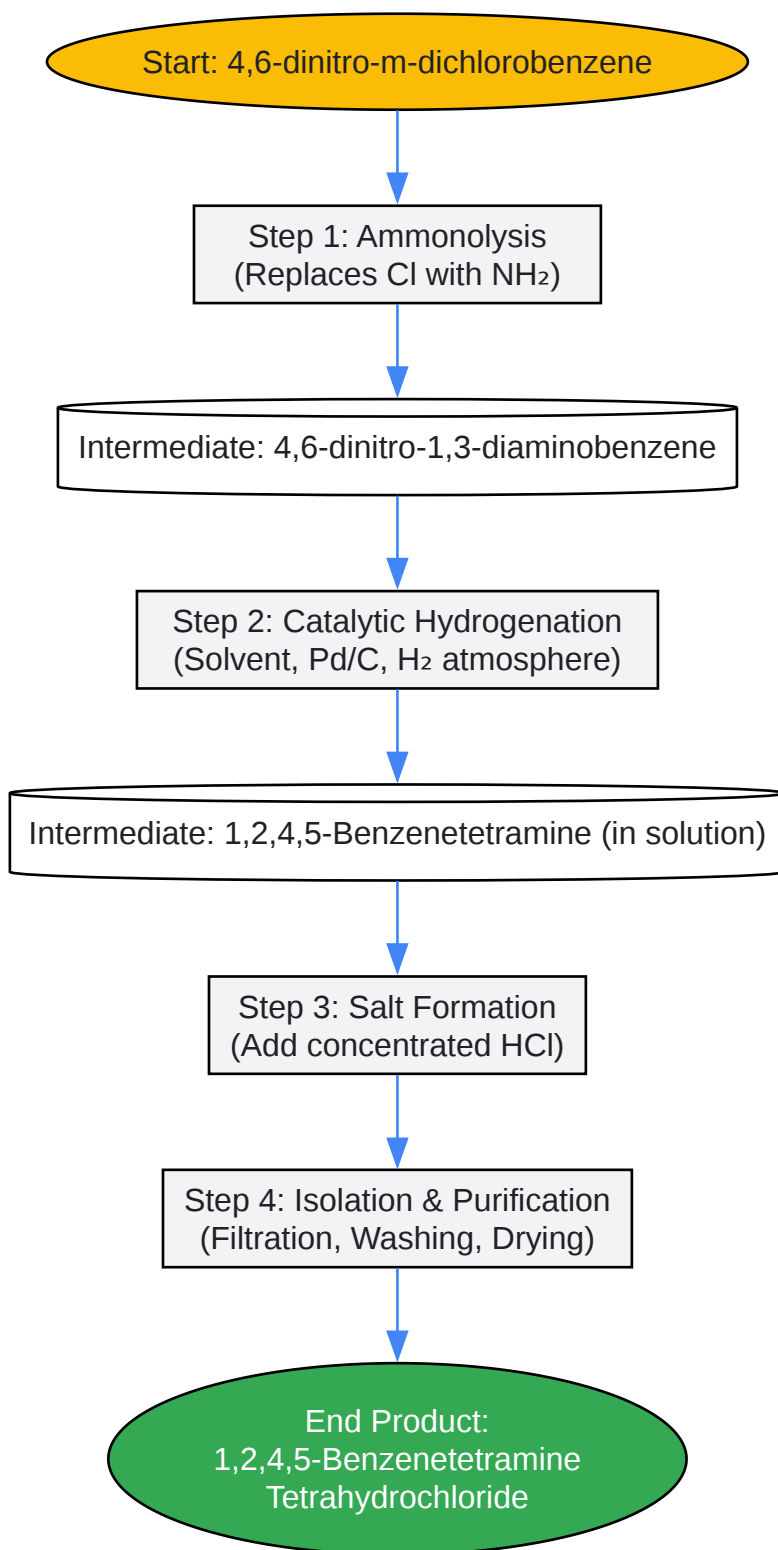 Start: 4,6-dinitro-m-dichlorobenzene
Step 1: Ammonolysis
(Replaces Cl with NH₂)
Intermediate: 4,6-dinitro-1,3-diaminobenzene
Step 2: Catalytic Hydrogenation
(Solvent, Pd/C, H₂ atmosphere)
Intermediate: 1,2,4,5-Benzenetetramine (in solution)
Step 3: Salt Formation
(Add concentrated HCl)
Step 4: Isolation & Purification
(Filtration, Washing, Drying)
End Product:
1,2,4,5-Benzenetetramine
Tetrahydrochloride